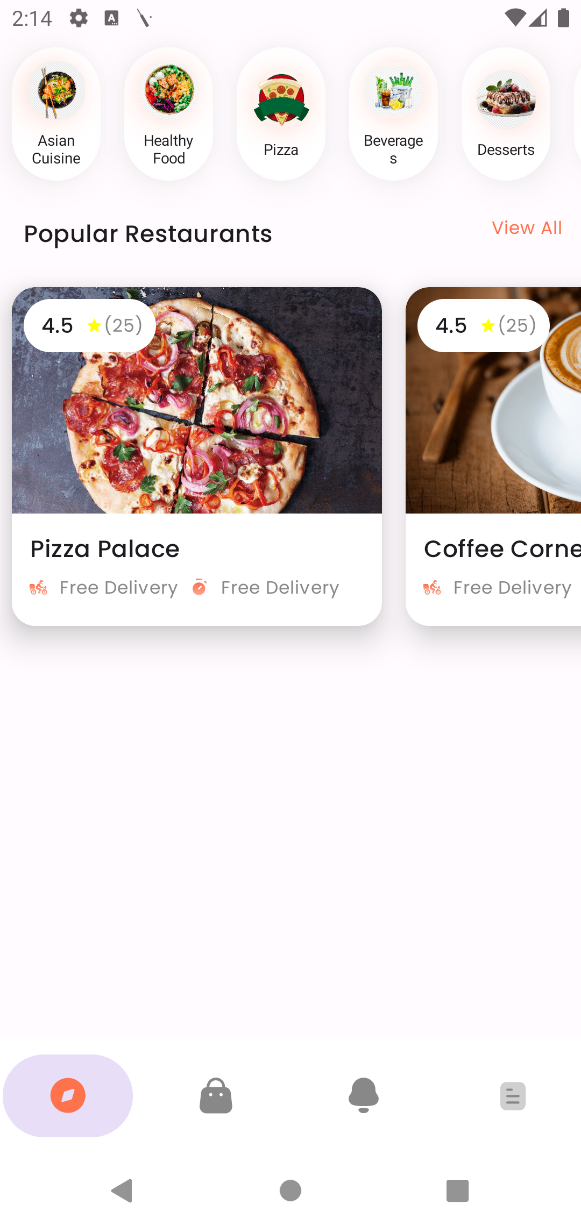 2:14
Asian
Cuisine
Healthy
Food
Pizza
Beverage
s
Desserts
Popular Restaurants
View All
4.5 (25)
4.5 (25)
Pizza Palace
Coffee Corne
Free Delivery Free Delivery
Free Delivery